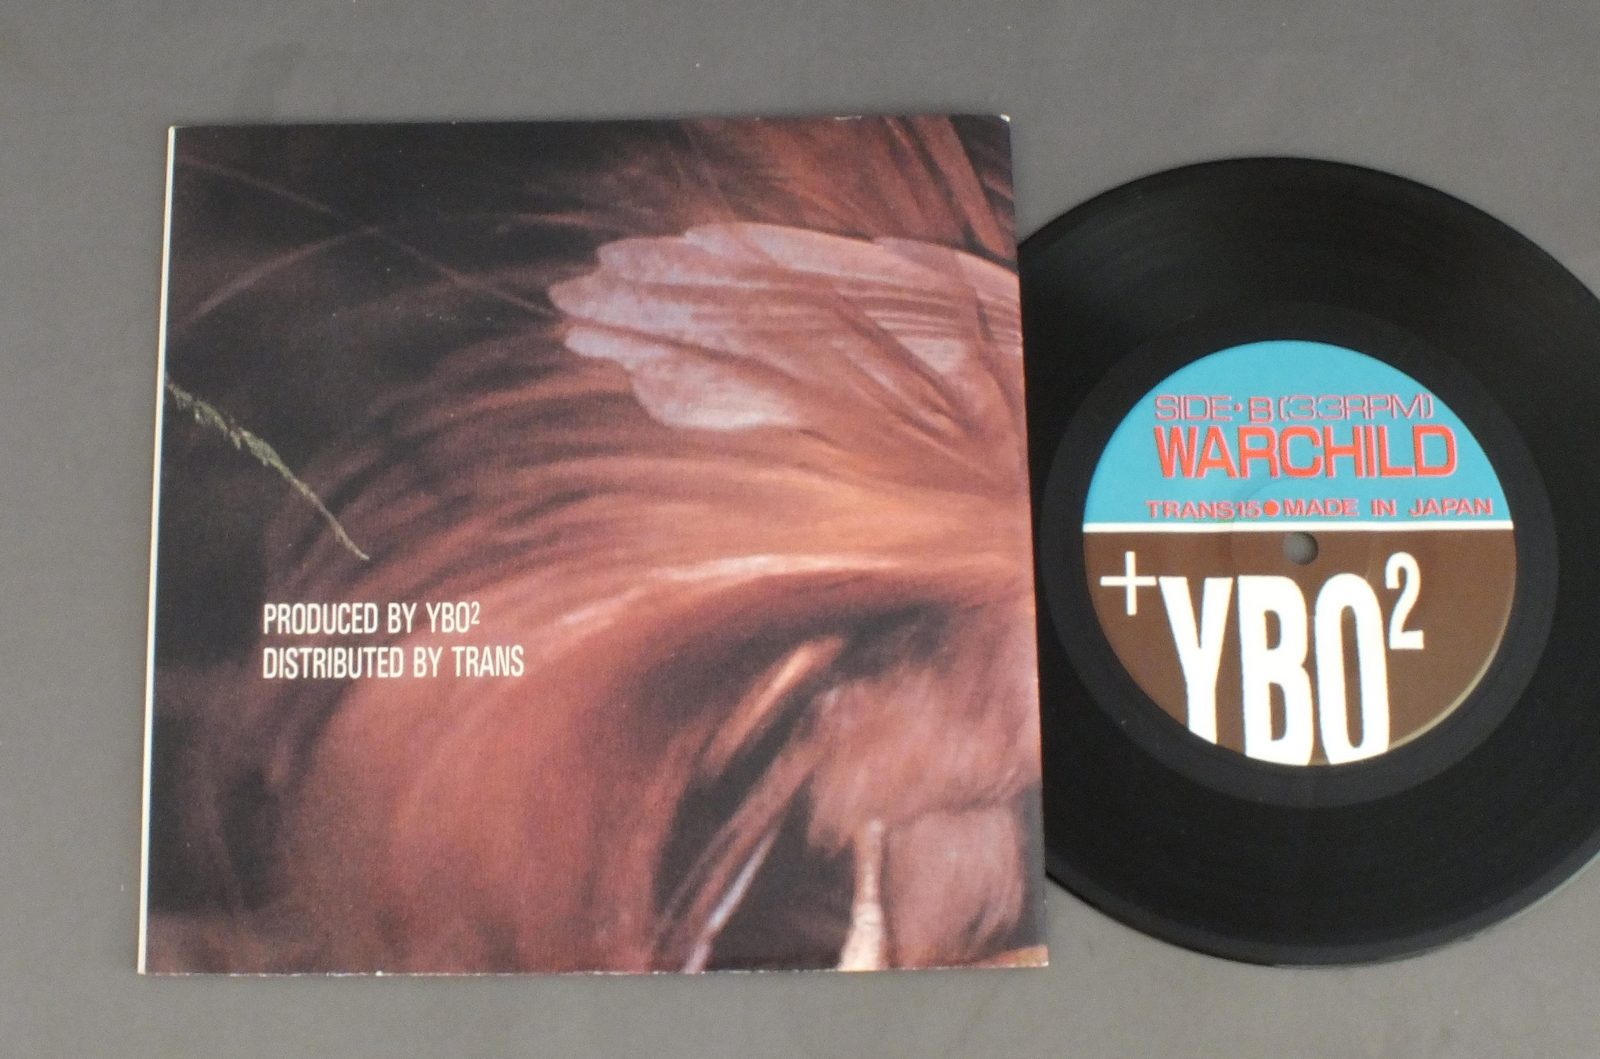 PRODUCED BY YBO²
DISTRIBUTED BY TRANS
SIDE·B(33RPM)
WARCHILD
TRANS15●MADE IN JAPAN
+YBO²